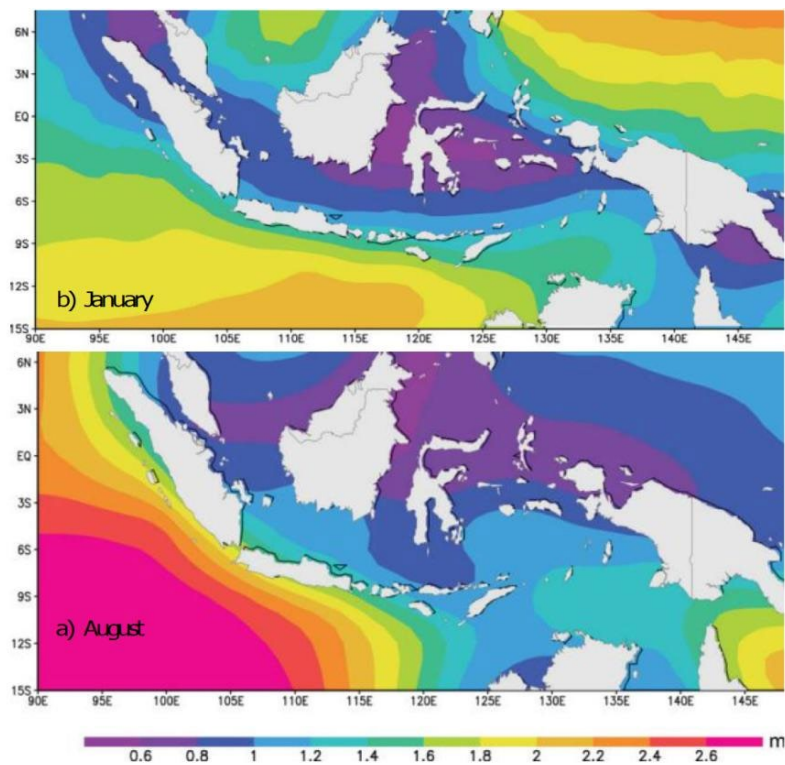 6N
3N
EQ
3S
6S
9S
12S
15S
b) January
90E 95E 100E 105E 110E 115E 120E 125E 130E 135E 140E 145E
6N
3N
EQ
3S
6S
9S
12S
15S
a) August
90E 95E 100E 105E 110E 115E 120E 125E 130E 135E 140E 145E
m
0.6 0.8 1 1.2 1.4 1.6 1.8 2 2.2 2.4 2.6